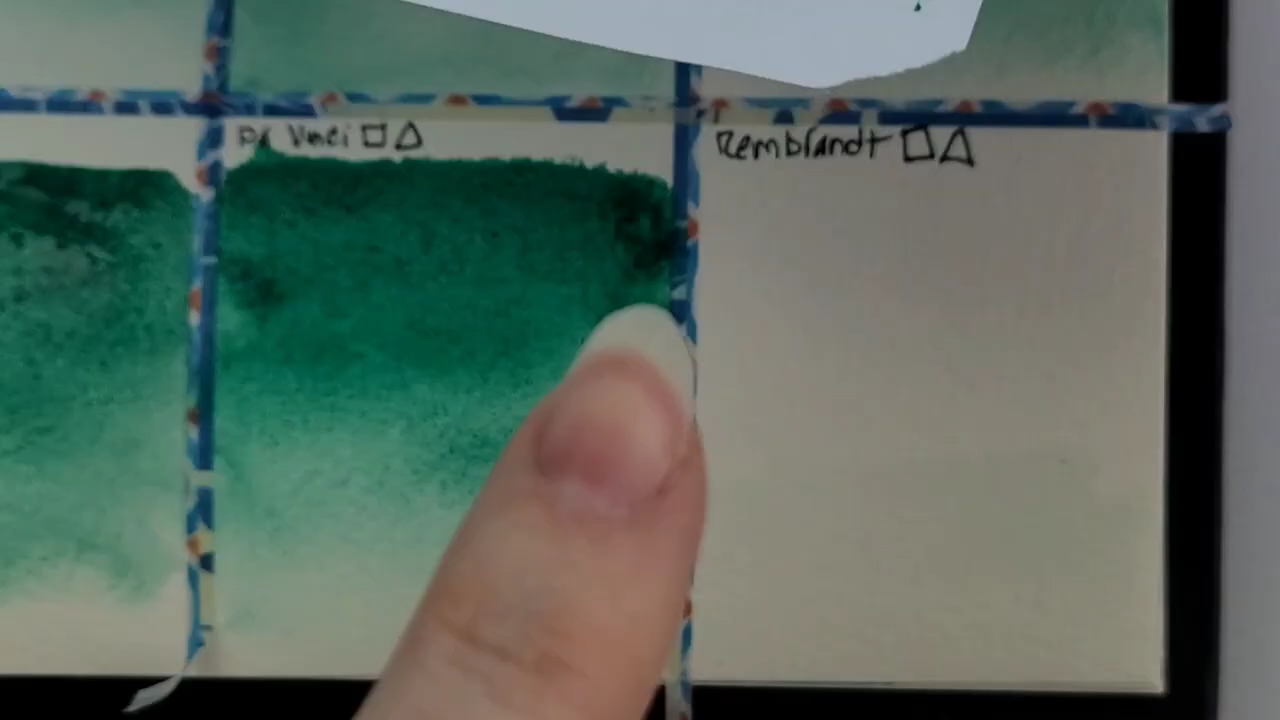 Da Vinci □ △
Rembrandt □ △